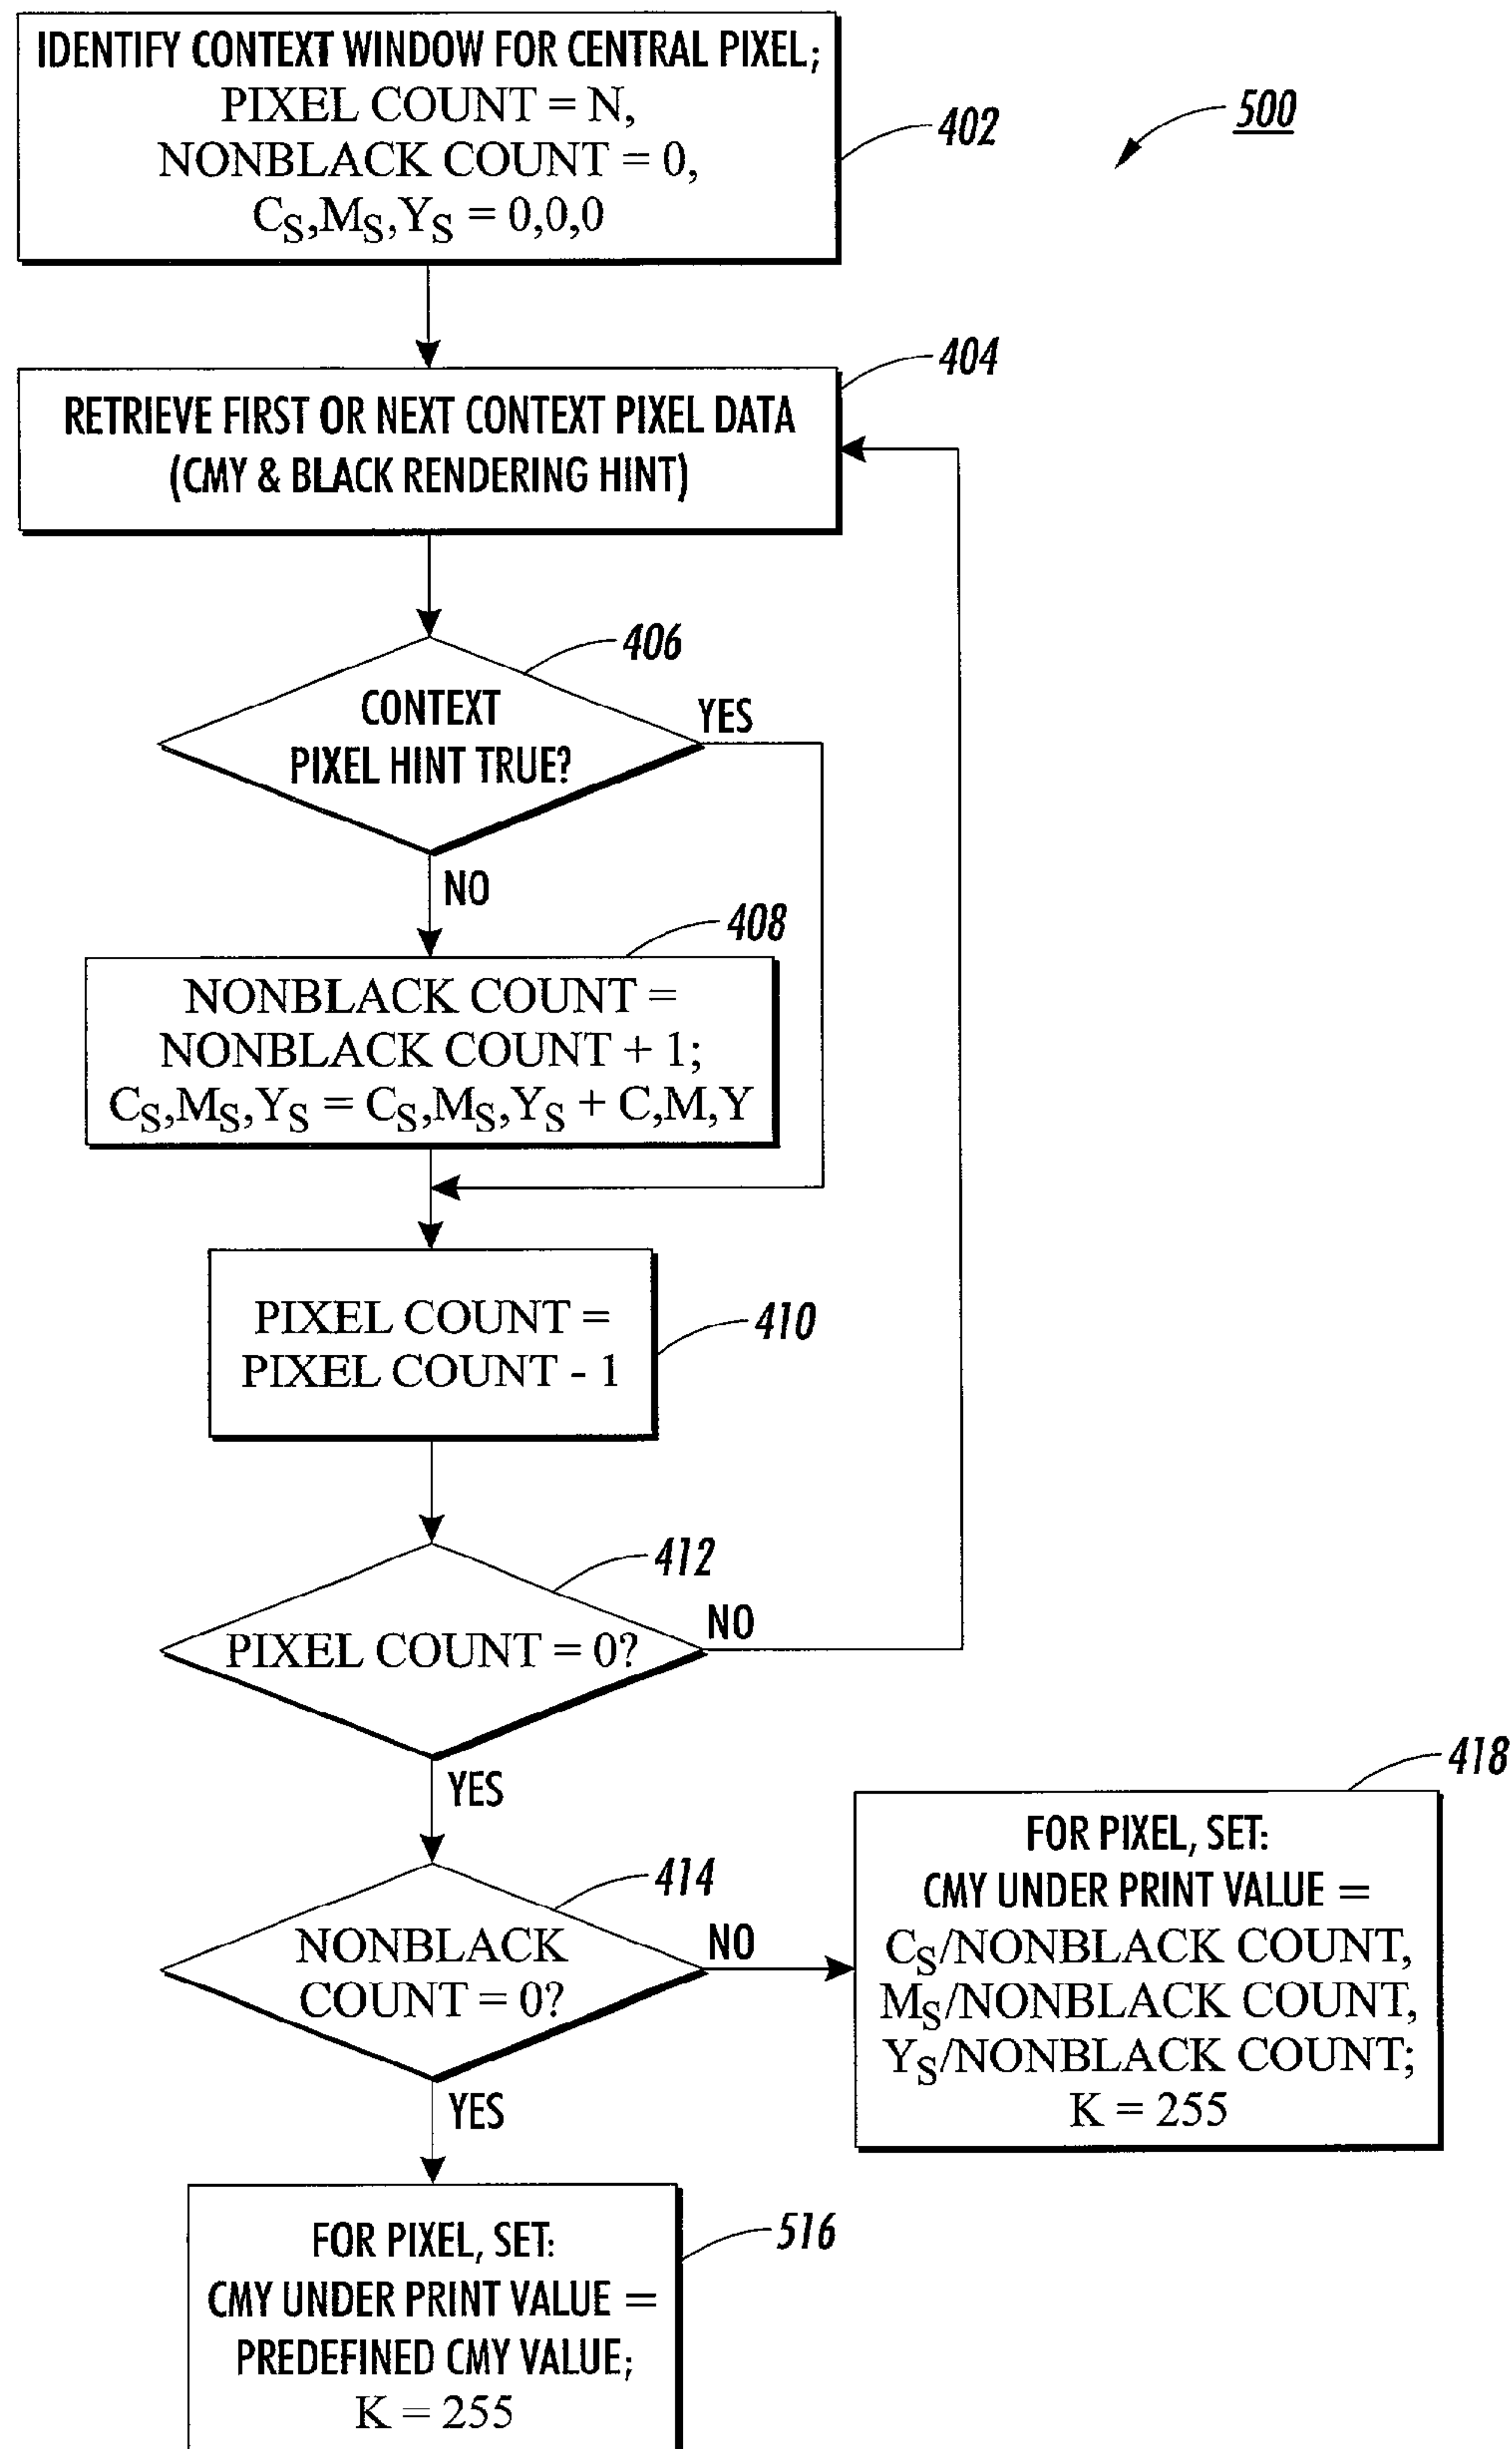 IDENTIFY CONTEXT WINDOW FOR CENTRAL PIXEL;
PIXEL COUNT = N,
NONBLACK COUNT = 0,
CS,MS,YS = 0,0,0
402
500
RETRIEVE FIRST OR NEXT CONTEXT PIXEL DATA
(CMY & BLACK RENDERING HINT)
404
CONTEXT
PIXEL HINT TRUE?
406
YES
NO
NONBLACK COUNT =
NONBLACK COUNT + 1;
CS,MS,YS = CS,MS,YS + C,M,Y
408
PIXEL COUNT =
PIXEL COUNT - 1
410
PIXEL COUNT = 0?
412
NO
YES
NONBLACK
COUNT = 0?
414
NO
YES
FOR PIXEL, SET:
CMY UNDER PRINT VALUE =
CS/NONBLACK COUNT,
MS/NONBLACK COUNT,
YS/NONBLACK COUNT;
K = 255
418
FOR PIXEL, SET:
CMY UNDER PRINT VALUE =
PREDEFINED CMY VALUE;
K = 255
516